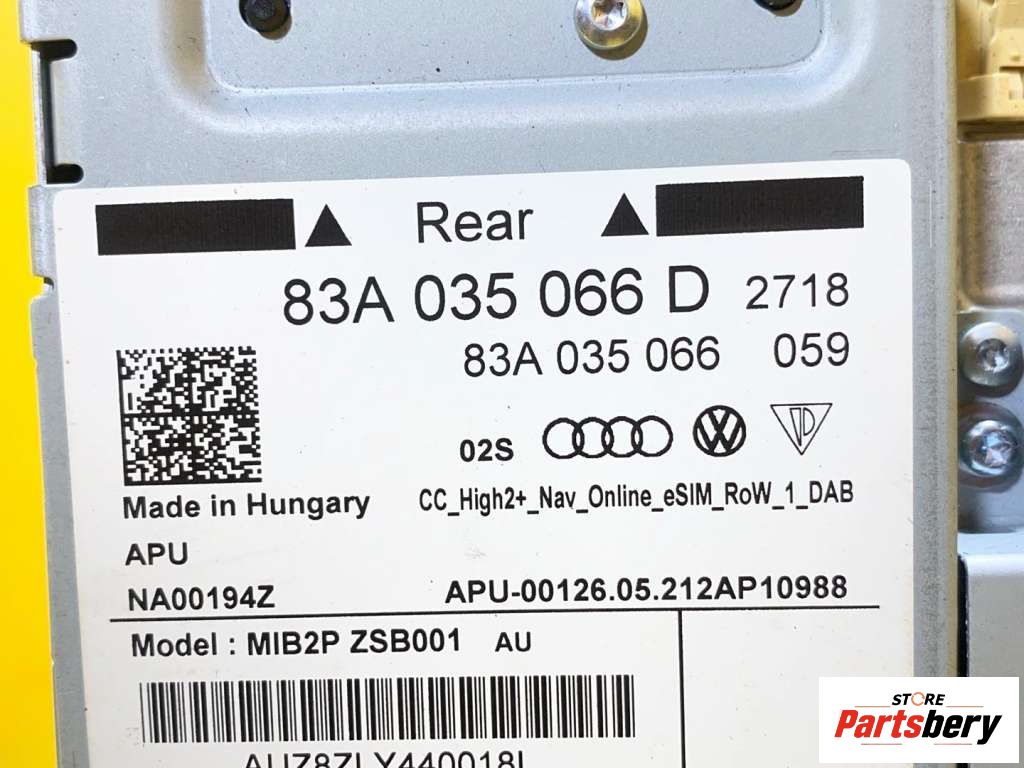 Rear
83A 035 066 D 2718
83A 035 066 059
02S
Made in Hungary CC_High2+_Nav_Online_eSIM_RoW_1_DAB
APU
NA00194Z APU-00126.05.212AP10988
Model : MIB2P ZSB001 AU
STORE
Partsbery